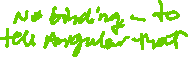 No binding - to
tell Angular that